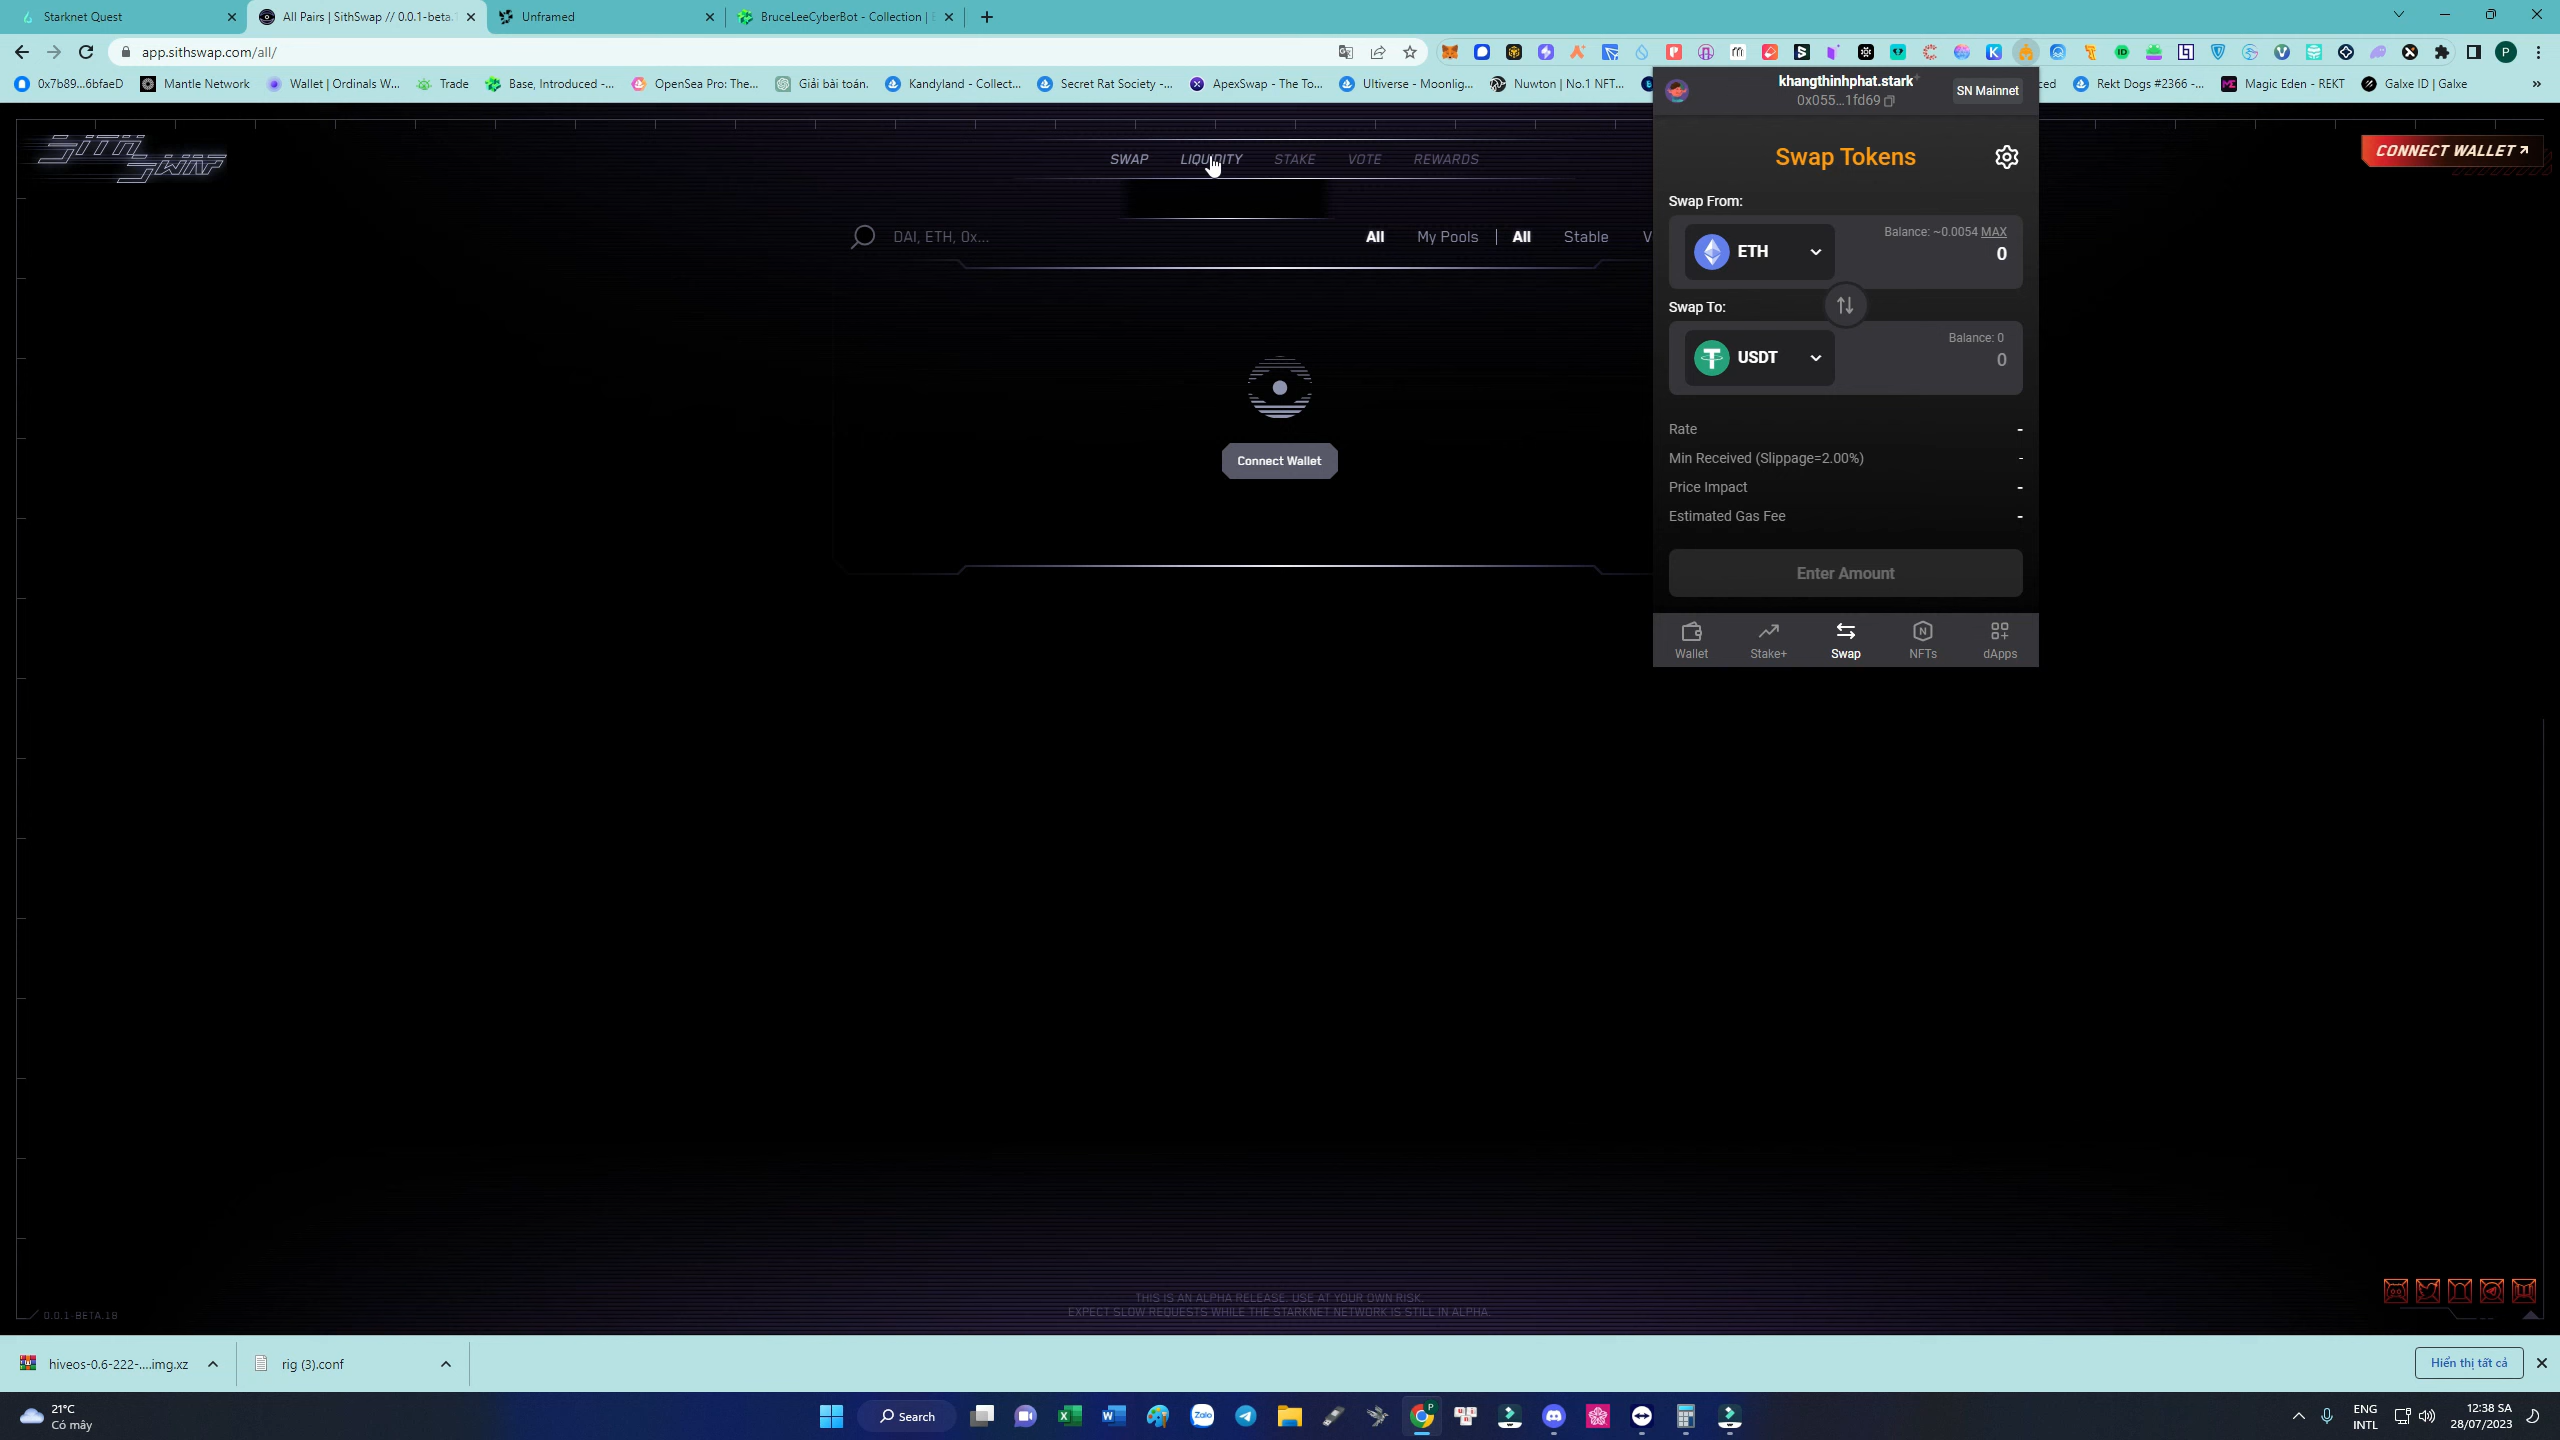 Starknet Quest
All Pairs | SithSwap // 0.0.1-beta.
Unframed
BruceLeeCyberBot - Collection |
app.sithswap.com/all/
0x7b89...6bfaeD
Mantle Network
Wallet | Ordinals W...
Trade
Base, Introduced -...
OpenSea Pro: The...
Giải bài toán.
Kandyland - Collect...
Secret Rat Society -...
ApexSwap - The To...
Ultiverse - Moonlig...
Nuwton | No.1 NFT...
ced
Rekt Dogs #2366 -...
Magic Eden - REKT
Galxe ID | Galxe
SITH
SWAP
SWAP
LIQUIDITY
STAKE
VOTE
REWARDS
CONNECT WALLET
DAI, ETH, 0x...
All
My Pools
All
Stable
V
Connect Wallet
khangthinhphat.stark
0x055...1fd69
SN Mainnet
Swap Tokens
Swap From:
ETH
Balance: ~0.0054 MAX
0
Swap To:
USDT
Balance: 0
0
Rate -
Min Received (Slippage=2.00%) -
Price Impact -
Estimated Gas Fee -
Enter Amount
Wallet
Stake+
Swap
NFTs
dApps
THIS IS AN ALPHA RELEASE. USE AT YOUR OWN RISK.
EXPECT SLOW REQUESTS WHILE THE STARKNET NETWORK IS STILL IN ALPHA.
0.0.1-BETA.18
hiveos-0.6-222-....img.xz
rig (3).conf
Hiển thị tất cả
21°C
Có mây
Search
ENG
INTL
12:38 SA
28/07/2023